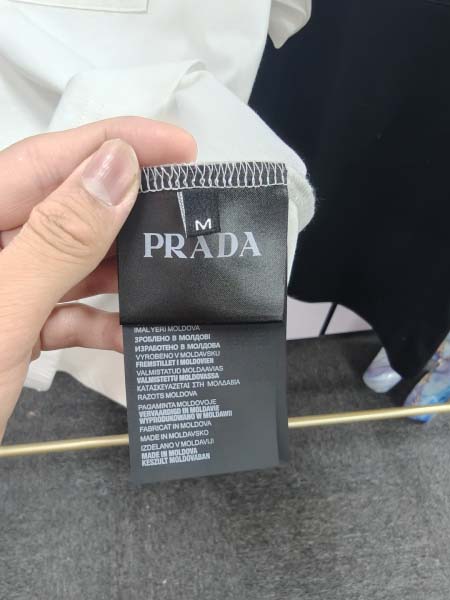 M
PRADA
IMAL YERI MOLDOVA
ЗРОБЛЕНО В МОЛДОВІ
ИЗРАБОТЕНО В МОЛДОВА
VYROBENO V MOLDAVSKU
FREMSTILLET I MOLDOVIEN
VALMISTATUD MOLDAAVIAS
VALMISTETTU MOLDOVASSA
ΚΑΤΑΣΚΕΥΑΖΕΤΑΙ ΣΤΗ ΜΟΛΔΑΒΙΑ
RAZOTS MOLDOVA
PAGAMINTA MOLDOVOJE
VERVAARDIGD IN MOLDAVIE
WYPRODUKOWANO W MOLDAWII
FABRICAT IN MOLDOVA
MADE IN MOLDAVSKO
IZDELANO V MOLDAVIJI
MADE IN MOLDOVA
KESZULT MOLDOVABAN